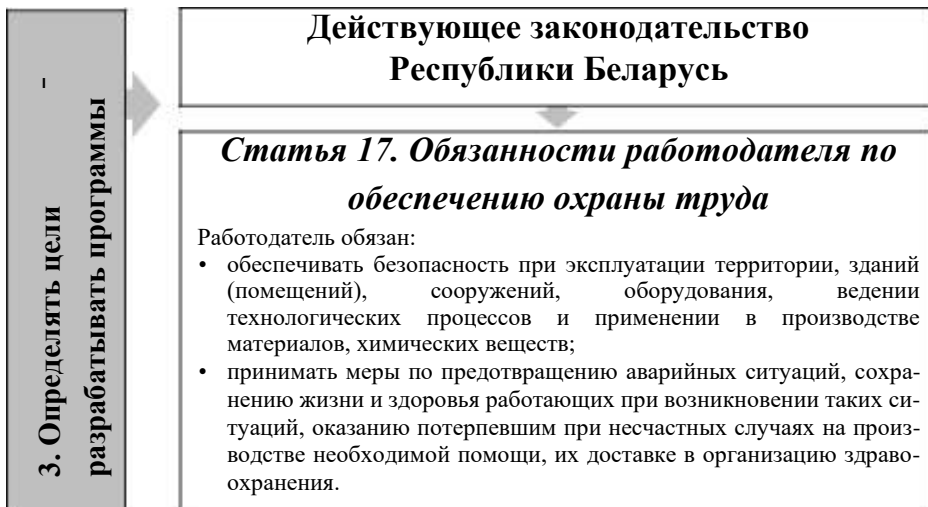 3. Определять цели –
разрабатывать программы
Действующее законодательство
Республики Беларусь
Статья 17. Обязанности работодателя по
обеспечению охраны труда
Работодатель обязан:
• обеспечивать безопасность при эксплуатации территории, зданий
(помещений), сооружений, оборудования, ведении
технологических процессов и применении в производстве
материалов, химических веществ;
• принимать меры по предотвращению аварийных ситуаций, сохра-
нению жизни и здоровья работающих при возникновении таких си-
туаций, оказанию потерпевшим при несчастных случаях на произ-
водстве необходимой помощи, их доставке в организацию здраво-
охранения.